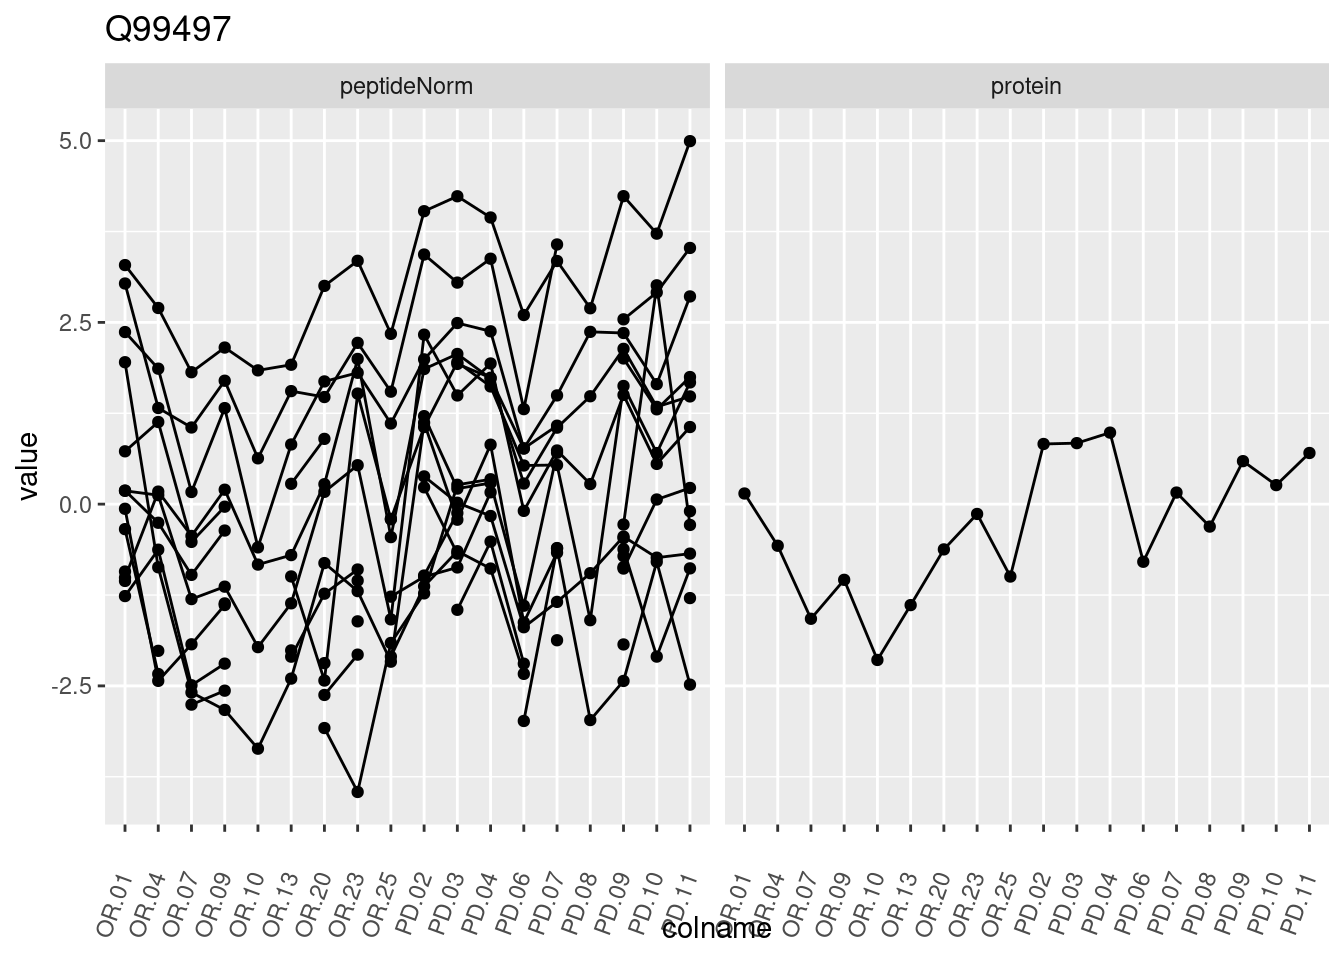 Q99497
peptideNorm protein
5.0
2.5
0.0
-2.5
value
OR.01 OR.04 OR.07 OR.09 OR.10 OR.13 OR.20 OR.23 OR.25 PD.02 PD.03 PD.04 PD.06 PD.07 PD.08 PD.09 PD.10 PD.11 OR.01 OR.04 OR.07 OR.09 OR.10 OR.13 OR.20 OR.23 OR.25 PD.02 PD.03 PD.04 PD.06 PD.07 PD.08 PD.09 PD.10 PD.11
colname